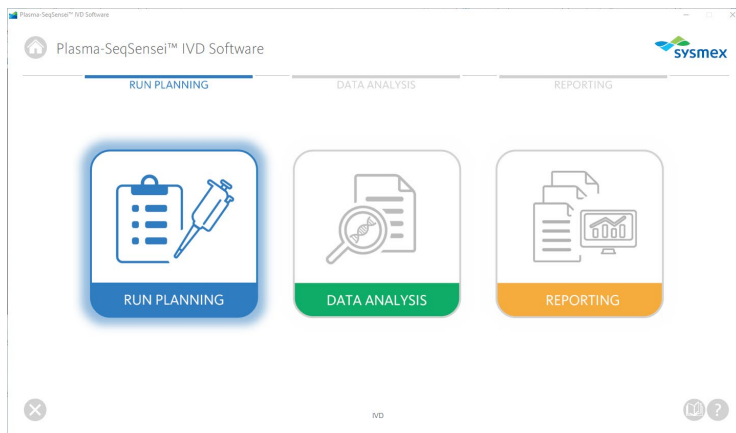 Plasma-SeqSensei™ IVD Software
Plasma-SeqSensei™ IVD Software
sysmex
RUN PLANNING DATA ANALYSIS REPORTING
RUN PLANNING DATA ANALYSIS REPORTING
IVD
?